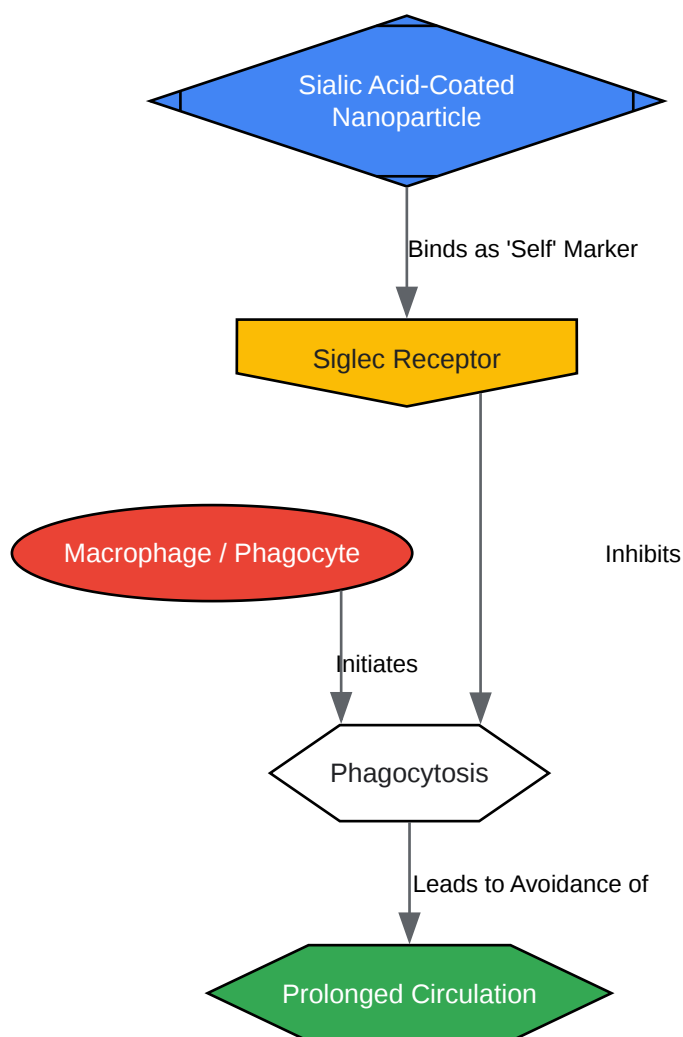 Sialic Acid-Coated
Nanoparticle
Binds as 'Self' Marker
Siglec Receptor
Macrophage / Phagocyte
Inhibits
Initiates
Phagocytosis
Leads to Avoidance of
Prolonged Circulation